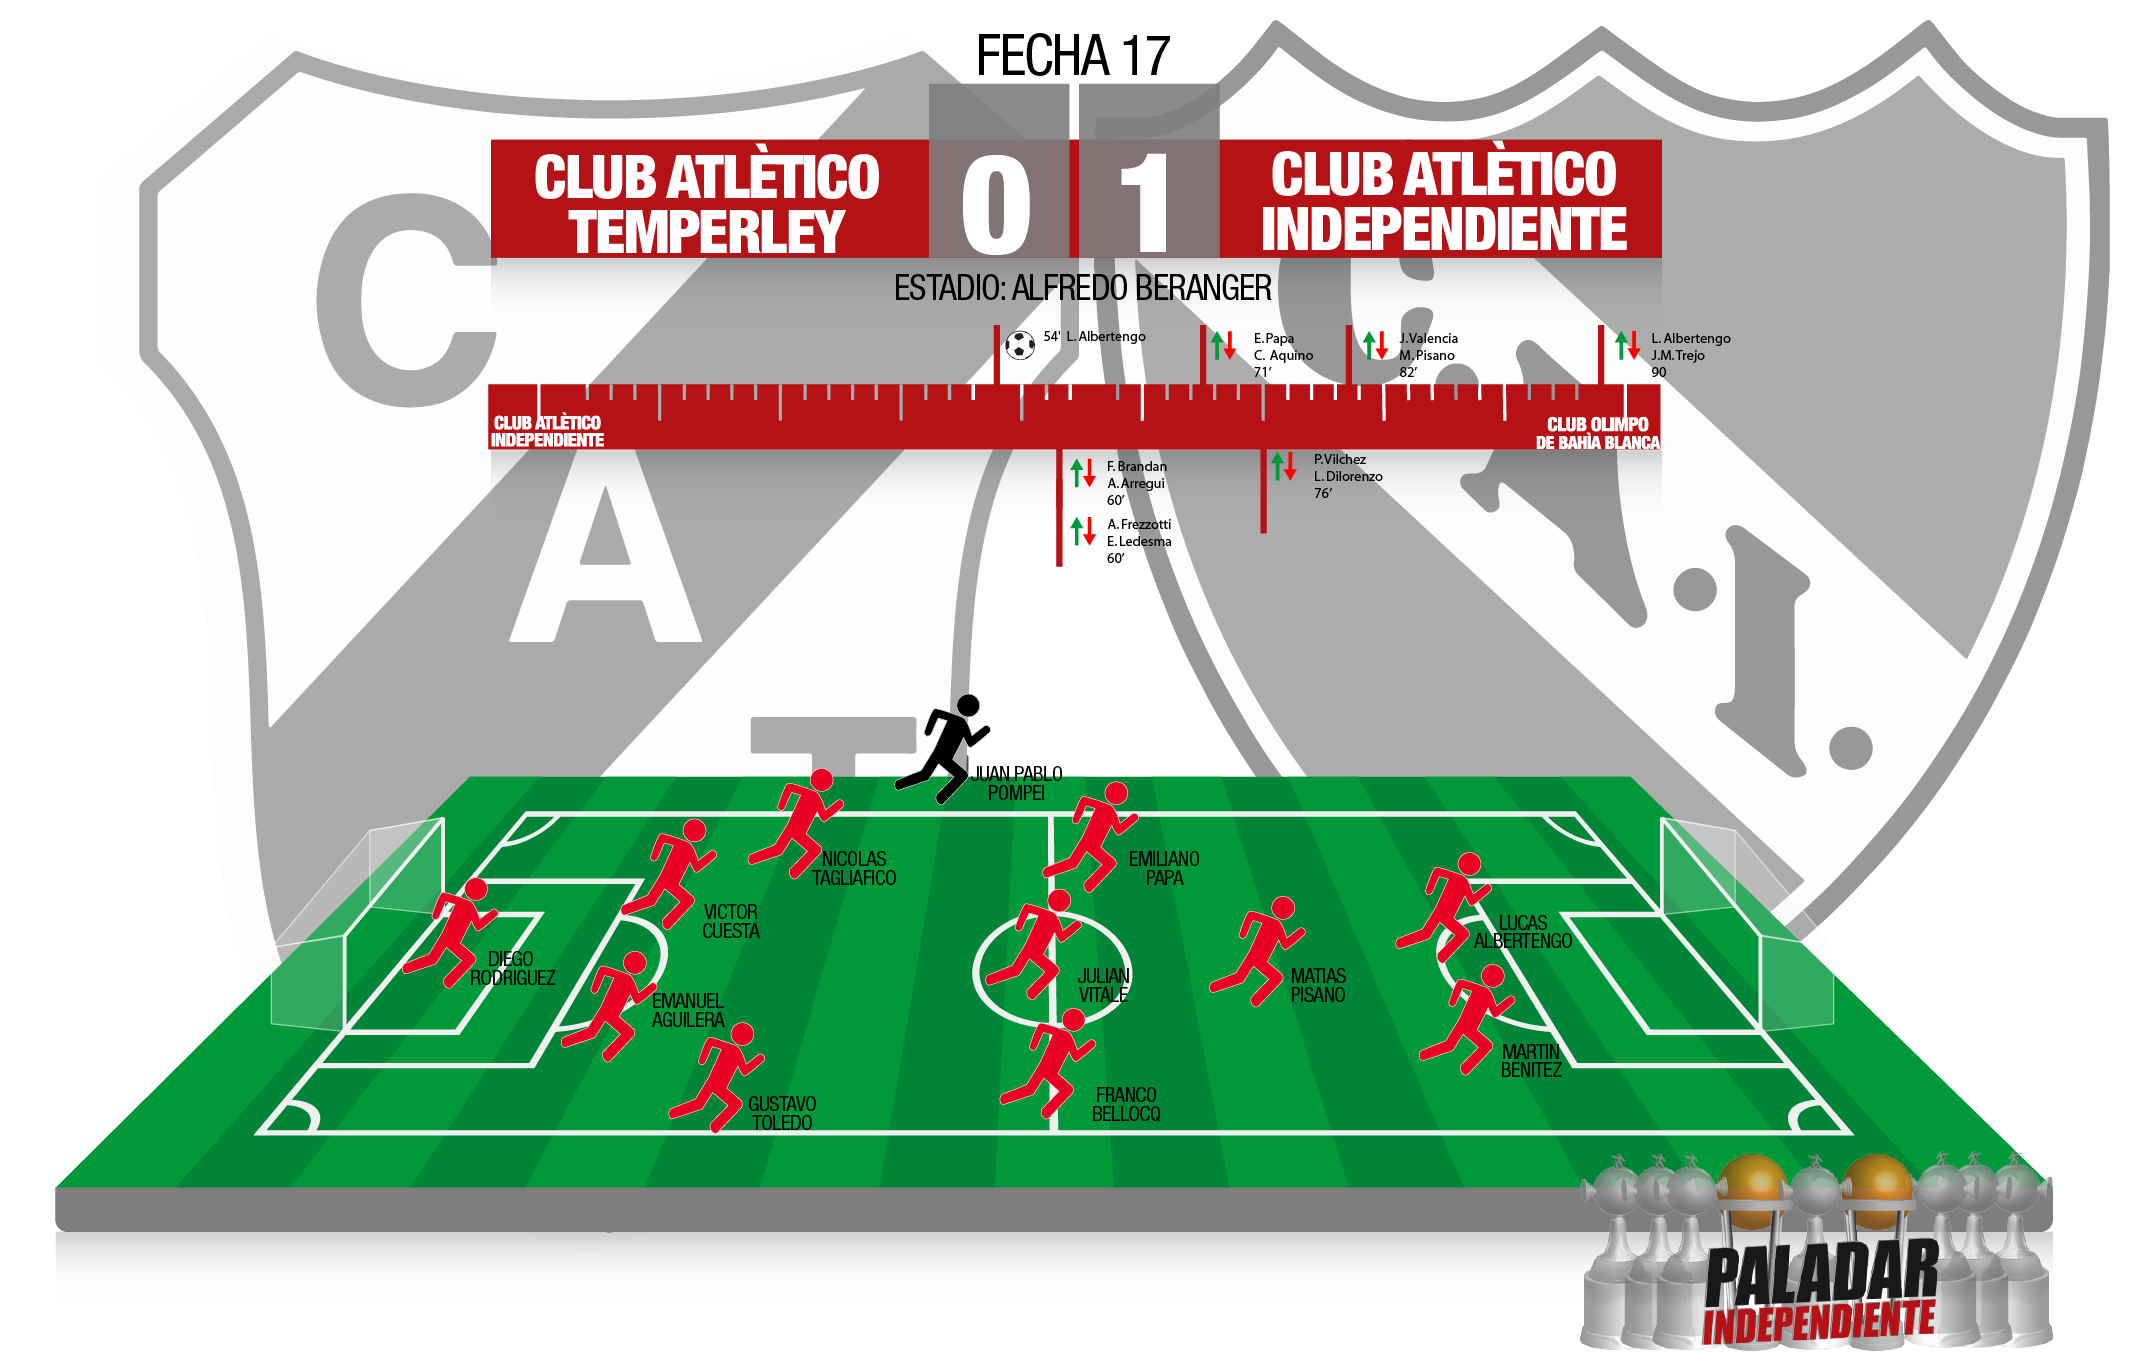 FECHA 17
CLUB ATLÈTICO
TEMPERLEY
0 1
CLUB ATLÈTICO
INDEPENDIENTE
ESTADIO: ALFREDO BERANGER
54' L. Albertengo
E. Papa
C. Aquino
71'
J. Valencia
M. Pisano
82'
L. Albertengo
J.M. Trejo
90
CLUB ATLÈTICO
INDEPENDIENTE
CLUB OLIMPO
DE BAHÌA BLANCA
F. Brandan
A. Arregui
60'
A. Frezzotti
E. Ledesma
60'
P. Vilchez
L. Dilorenzo
76'
C
A
T
C.A.I.
JUAN PABLO
POMPEI
NICOLAS
TAGLIAFICO
EMILIANO
PAPA
VICTOR
CUESTA
LUCAS
ALBERTENGO
DIEGO
RODRIGUEZ
JULIAN
VITALE
MATIAS
PISANO
EMANUEL
AGUILERA
MARTIN
BENITEZ
GUSTAVO
TOLEDO
FRANCO
BELLOCQ
PALADAR
INDEPENDIENTE